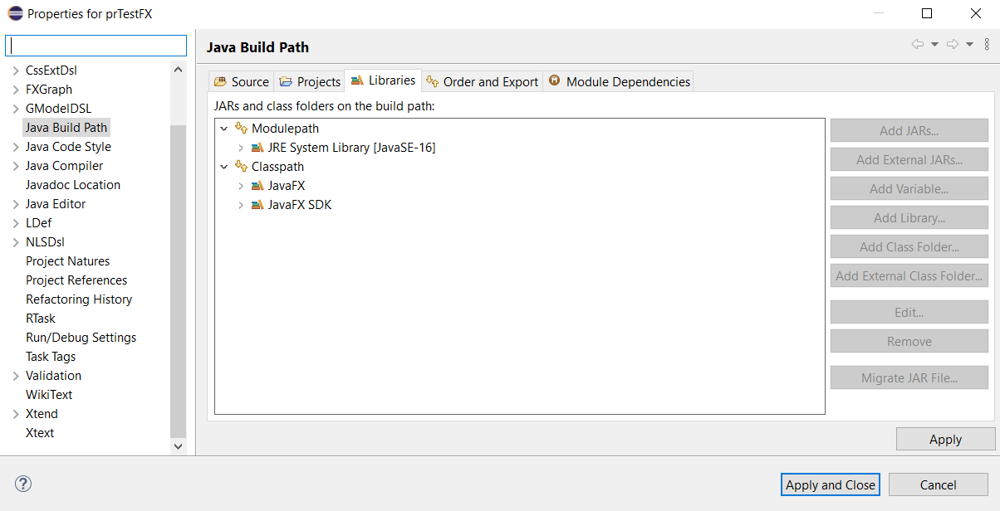 Properties for prTestFX
CssExtDsl
FXGraph
GModelDSL
Java Build Path
Java Code Style
Java Compiler
Javadoc Location
Java Editor
LDef
NLSDsl
Project Natures
Project References
Refactoring History
RTask
Run/Debug Settings
Task Tags
Validation
WikiText
Xtend
Xtext
Java Build Path
Source Projects Libraries Order and Export Module Dependencies
JARs and class folders on the build path:
Modulepath
JRE System Library [JavaSE-16]
Classpath
JavaFX
JavaFX SDK
Add JARs...
Add External JARs...
Add Variable...
Add Library...
Add Class Folder...
Add External Class Folder...
Edit...
Remove
Migrate JAR File...
Apply
? Apply and Close Cancel